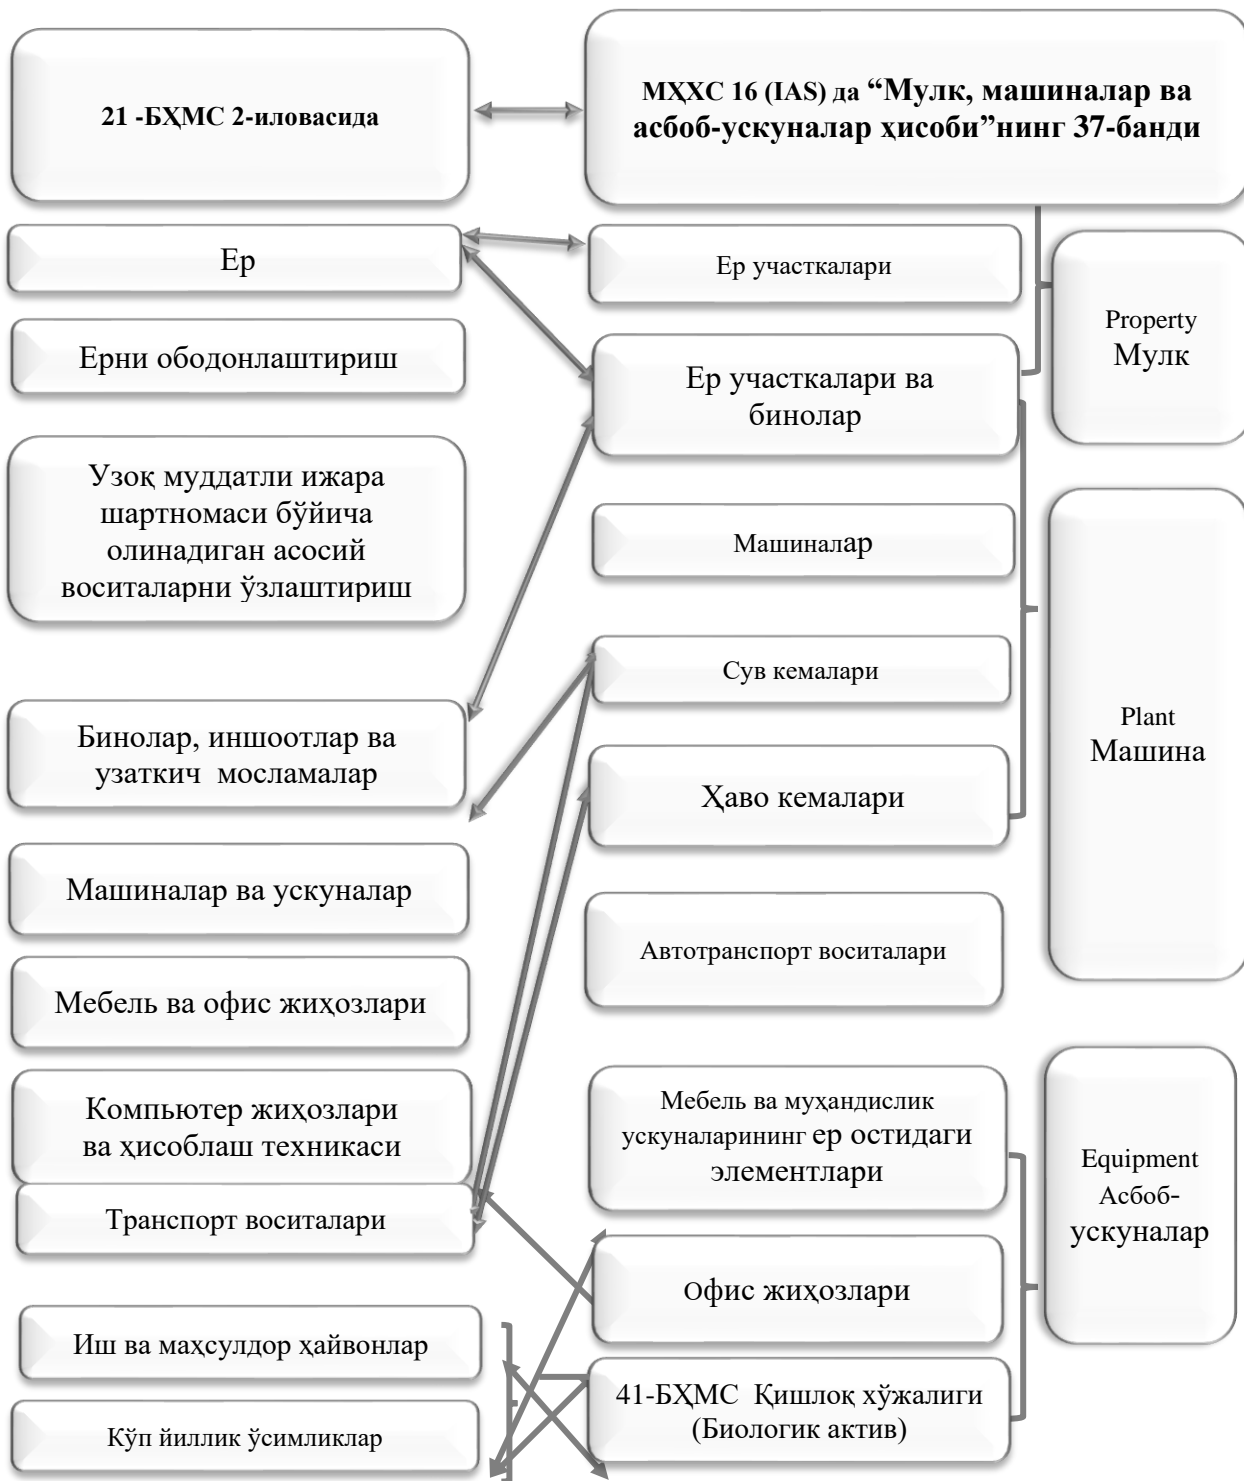 21 -БҲМС 2-иловасида
МҲХС 16 (IAS) да “Мулк, машиналар ва
асбоб-ускуналар ҳисоби”нинг 37-банди
Ер
Ерни ободонлаштириш
Узоқ муддатли ижара
шартномаси бўйича
олинадиган асосий
воситаларни ўзлаштириш
Бинолар, иншоотлар ва
узаткич мосламалар
Машиналар ва ускуналар
Мебель ва офис жиҳозлари
Компьютер жиҳозлари
ва ҳисоблаш техникаси
Транспорт воситалари
Иш ва маҳсулдор ҳайвонлар
Кўп йиллик ўсимликлар
Ер участкалари
Ер участкалари ва
бинолар
Машиналар
Сув кемалари
Ҳаво кемалари
Автотранспорт воситалари
Мебель ва муҳандислик
ускуналарининг ер остидаги
элементлари
Офис жиҳозлари
41-БҲМС Қишлоқ хўжалиги
(Биологик актив)
Property
Мулк
Plant
Машина
Equipment
Асбоб-
ускуналар